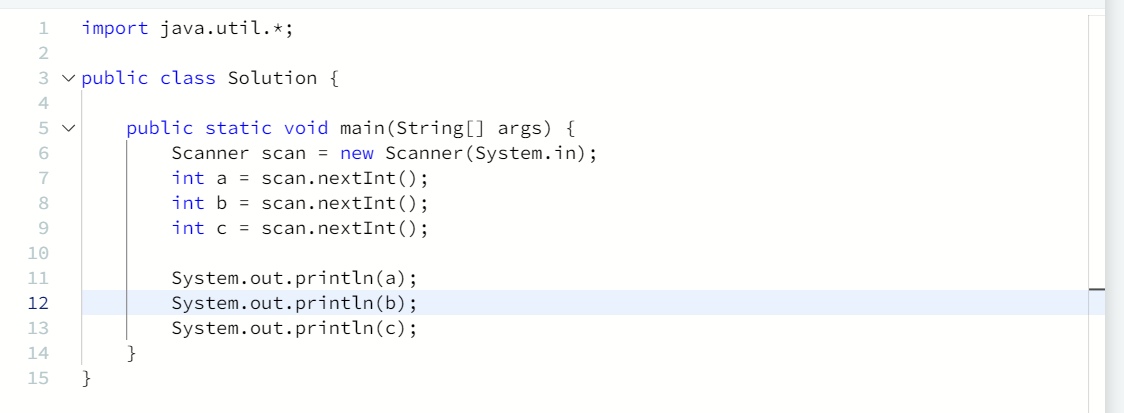 1 import java.util.*;
2
3 public class Solution {
4
5 public static void main(String[] args) {
6 Scanner scan = new Scanner(System.in);
7 int a = scan.nextInt();
8 int b = scan.nextInt();
9 int c = scan.nextInt();
10
11 System.out.println(a);
12 System.out.println(b);
13 System.out.println(c);
14 }
15 }